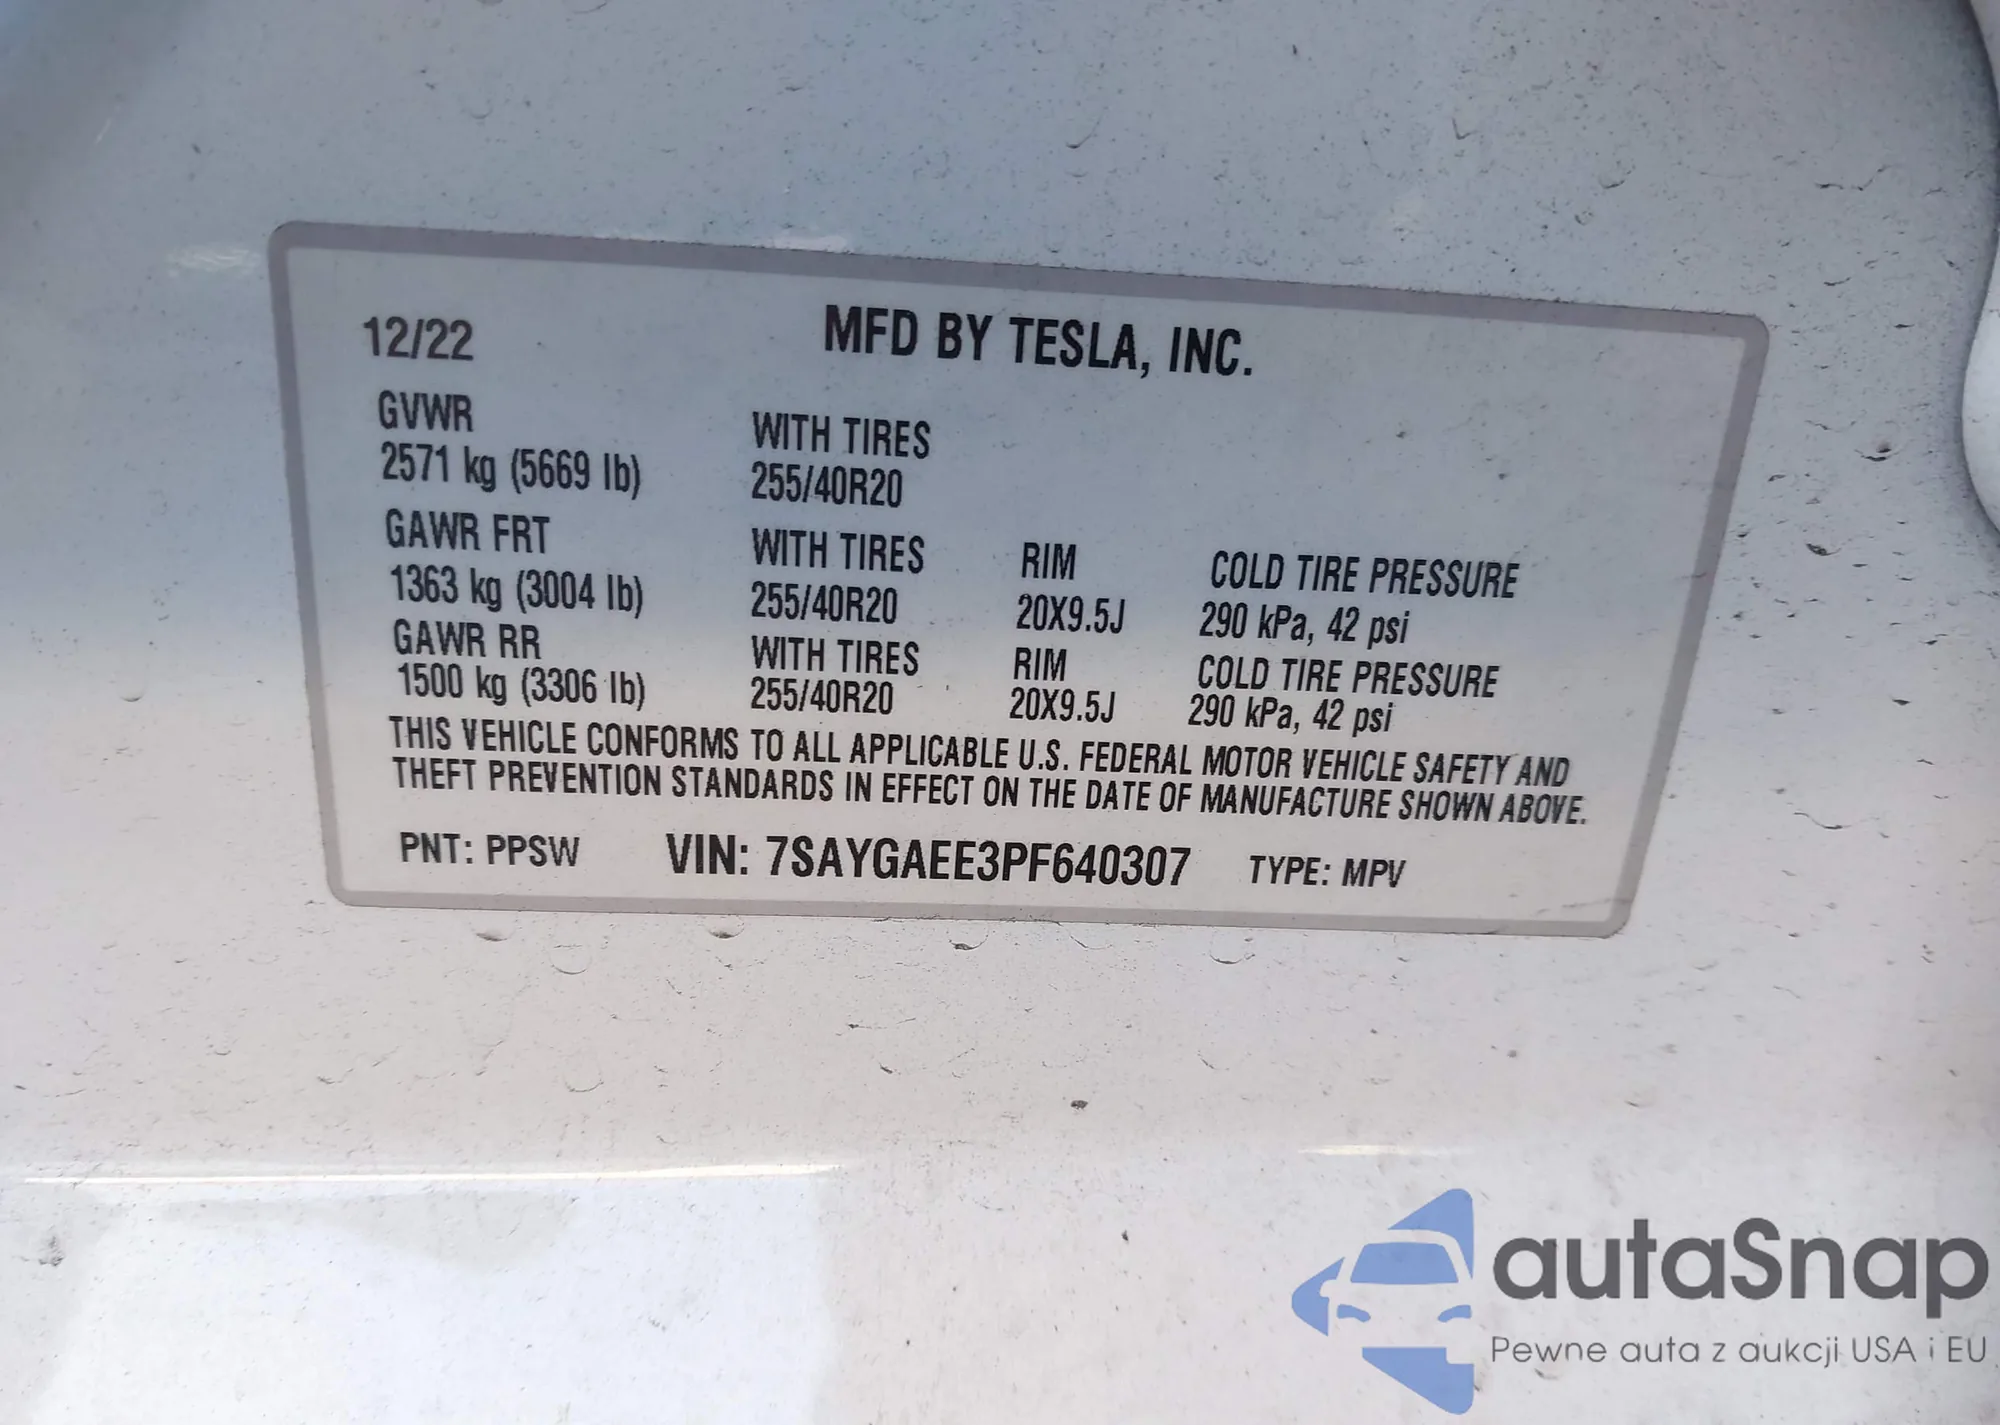 12/22 MFD BY TESLA, INC.
GVWR WITH TIRES
2571 kg (5669 lb) 255/40R20
GAWR FRT WITH TIRES RIM COLD TIRE PRESSURE
1363 kg (3004 lb) 255/40R20 20X9.5J 290 kPa, 42 psi
GAWR RR WITH TIRES RIM COLD TIRE PRESSURE
1500 kg (3306 lb) 255/40R20 20X9.5J 290 kPa, 42 psi
THIS VEHICLE CONFORMS TO ALL APPLICABLE U.S. FEDERAL MOTOR VEHICLE SAFETY AND
THEFT PREVENTION STANDARDS IN EFFECT ON THE DATE OF MANUFACTURE SHOWN ABOVE.
PNT: PPSW VIN: 7SAYGAEE3PF640307 TYPE: MPV
autaSnap
Pewne auta z aukcji USA i EU